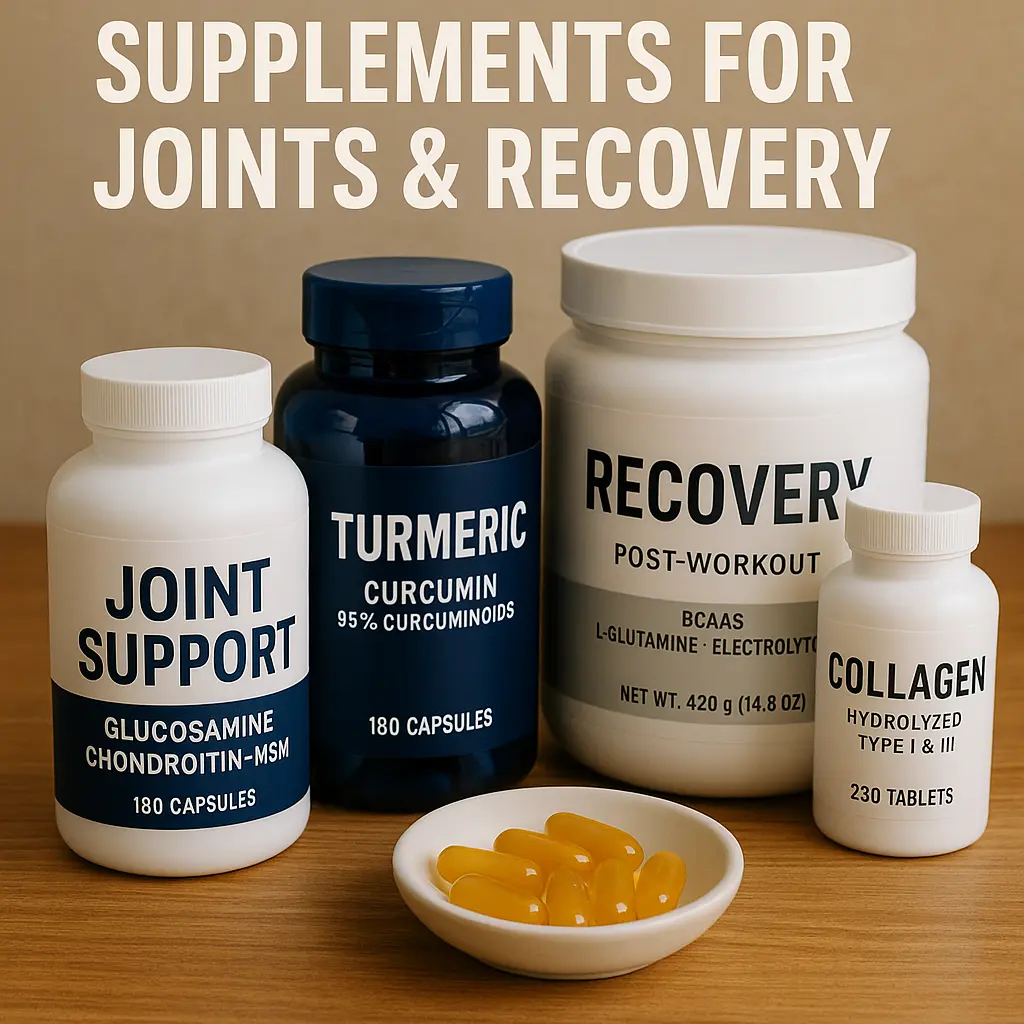 SUPPLEMENTS FOR
JOINTS & RECOVERY
JOINT
SUPPORT
GLUCOSAMINE
CHONDROITIN-MSM
180 CAPSULES
TURMERIC
CURCUMIN
95% CURCUMINOIDS
180 CAPSULES
RECOVERY
POST-WORKOUT
BCAAS
L-GLUTAMINE · ELECTROLYT
NET WT. 420 g (14.8 OZ)
COLLAGEN
HYDROLYZED
TYPE I & III
230 TABLETS